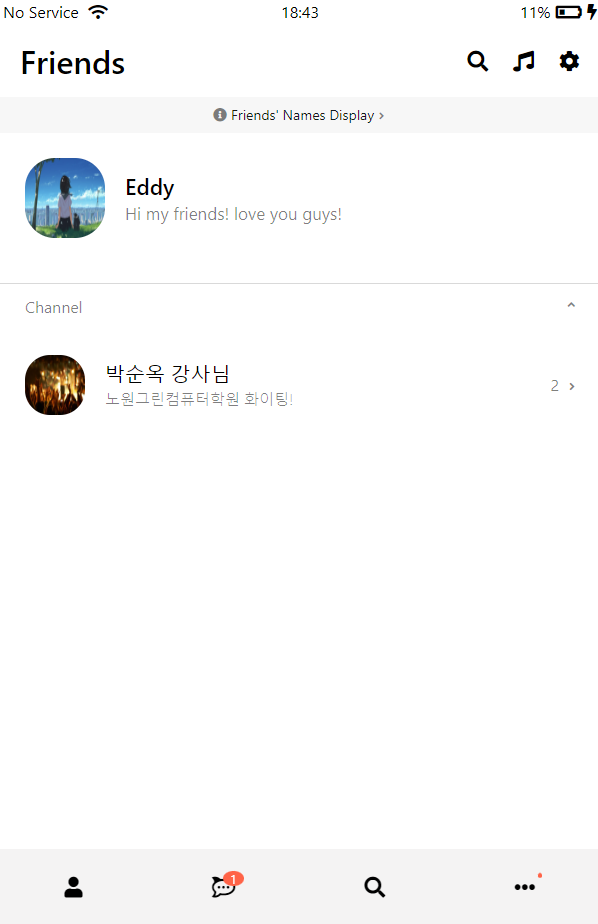 No Service 18:43 11%
Friends
Friends' Names Display
Eddy
Hi my friends! love you guys!
Channel
박순옥 강사님
노원그린컴퓨터학원 화이팅!
2
1